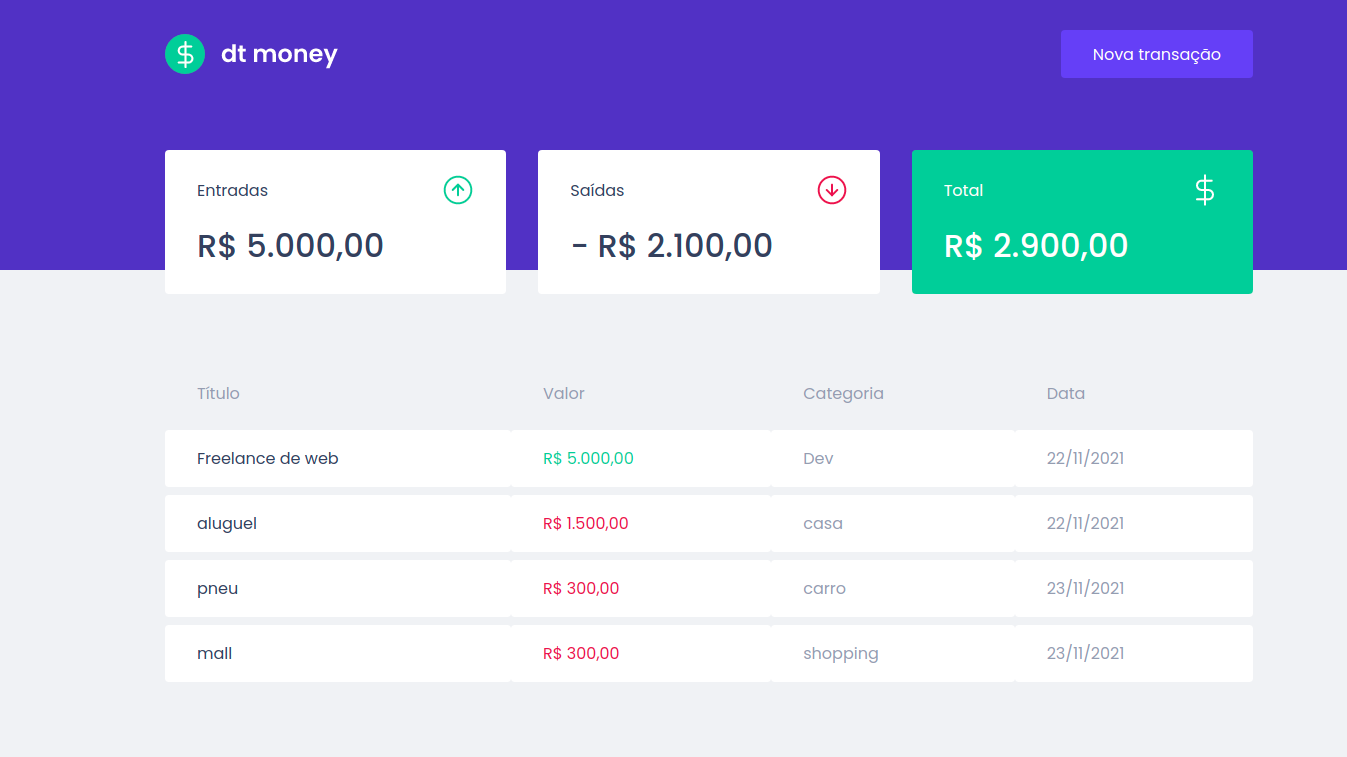 dt money
Nova transação
Entradas
R$ 5.000,00
Saídas
- R$ 2.100,00
Total
R$ 2.900,00
Título Valor Categoria Data
Freelance de web R$ 5.000,00 Dev 22/11/2021
aluguel R$ 1.500,00 casa 22/11/2021
pneu R$ 300,00 carro 23/11/2021
mall R$ 300,00 shopping 23/11/2021